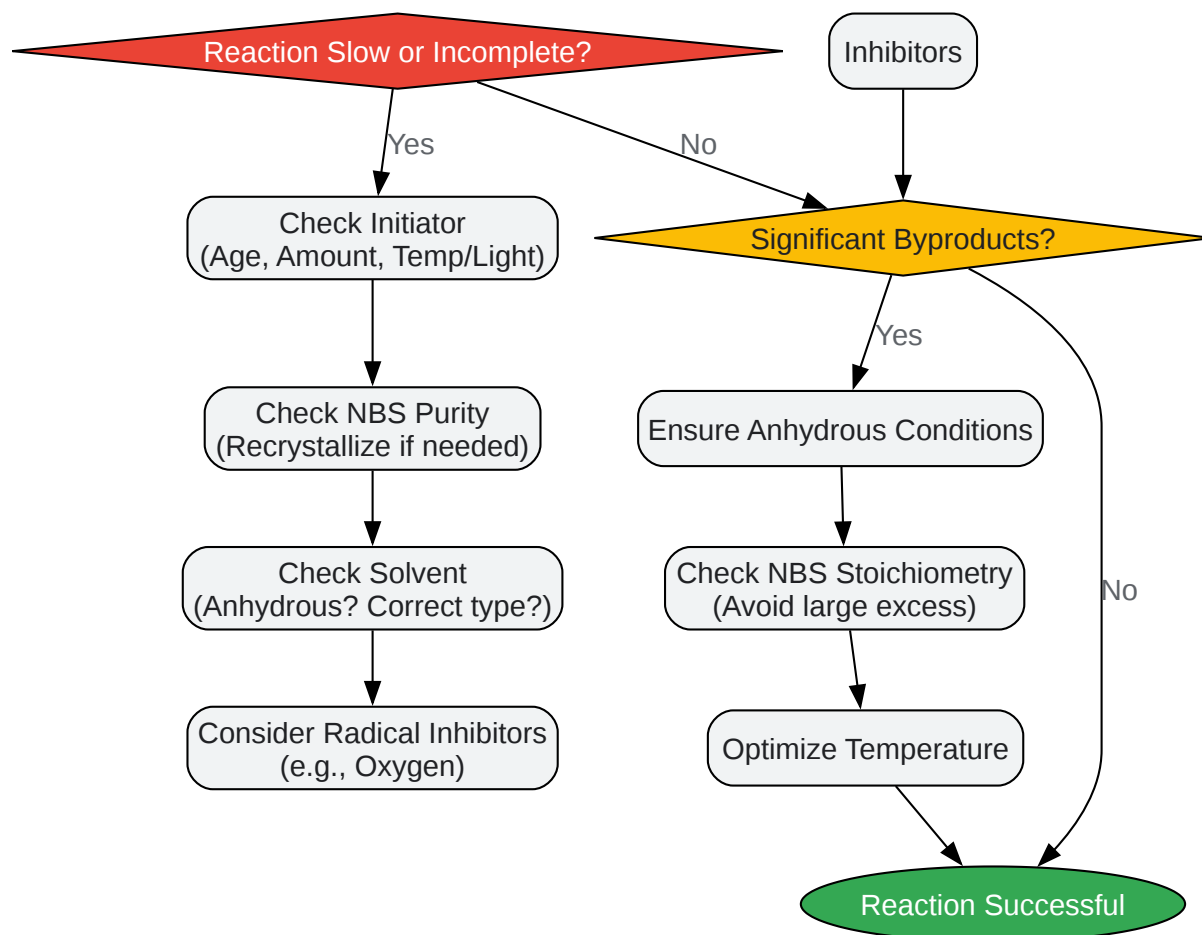 Reaction Slow or Incomplete?
Inhibitors
Yes
No
Check Initiator
(Age, Amount, Temp/Light)
Significant Byproducts?
Yes
Check NBS Purity
(Recrystallize if needed)
Ensure Anhydrous Conditions
Check Solvent
(Anhydrous? Correct type?)
Check NBS Stoichiometry
(Avoid large excess)
No
Consider Radical Inhibitors
(e.g., Oxygen)
Optimize Temperature
Reaction Successful